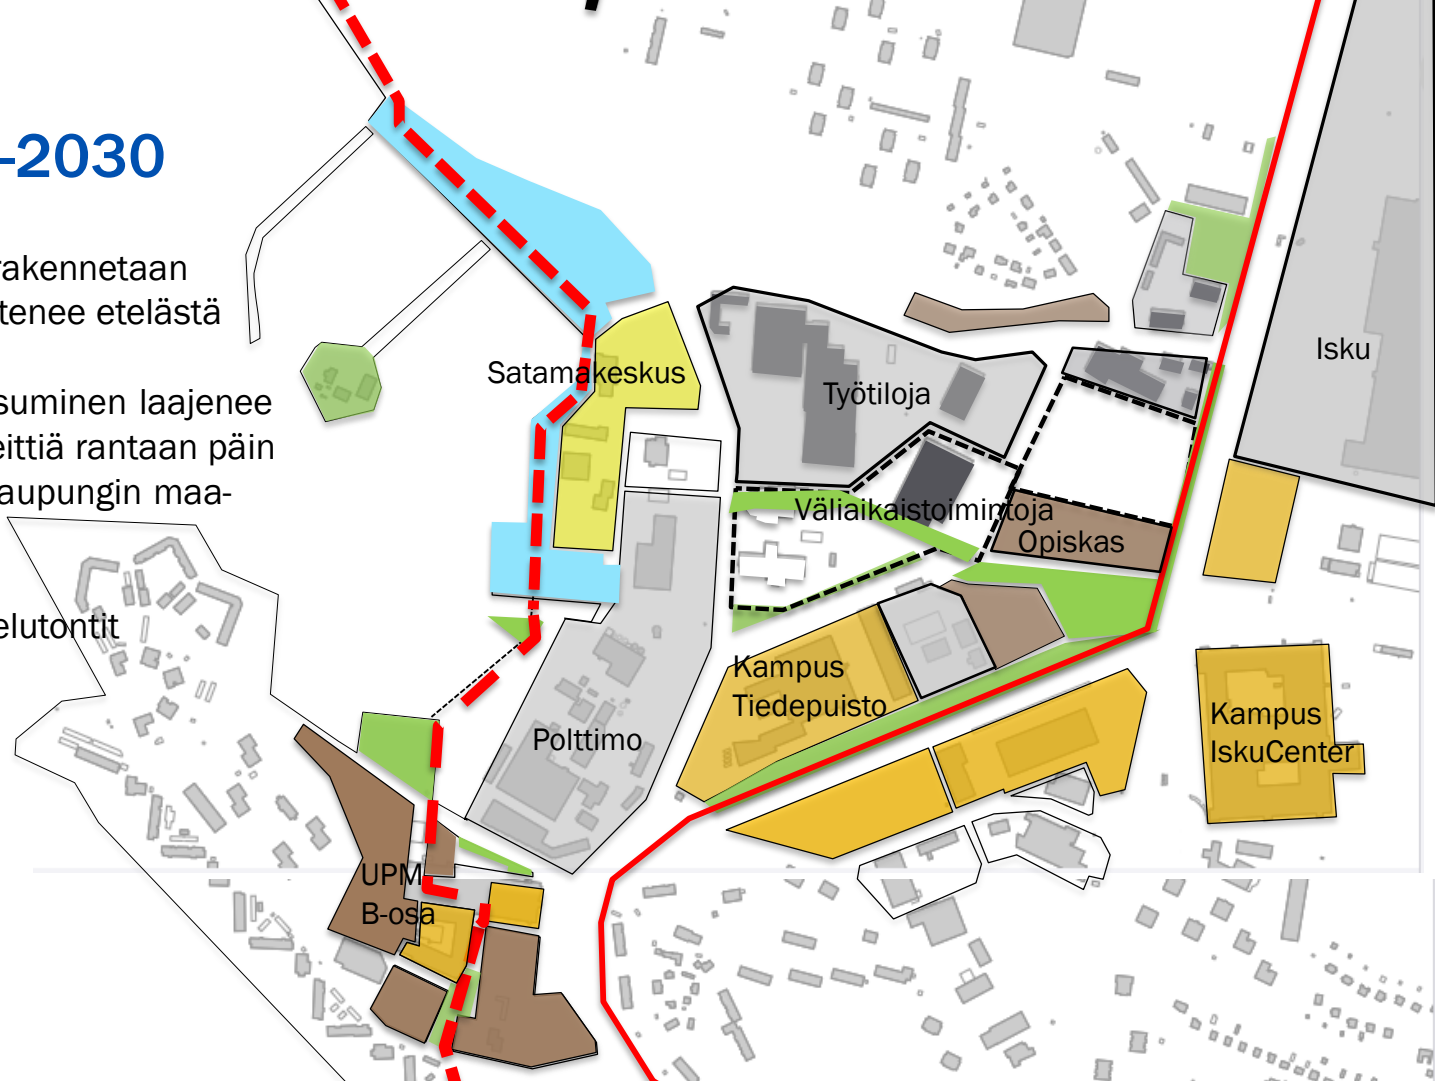 –2030
rakennetaan
tenee etelästä
suminen laajenee
eittiä rantaan päin
aupungin maa-
elutontit
Satamakeskus
Työtiloja
Isku
Väliaikaistoimintoja
Opiskas
Kampus
Tiedepuisto
Polttimo
Kampus
IskuCenter
UPM
B-osa